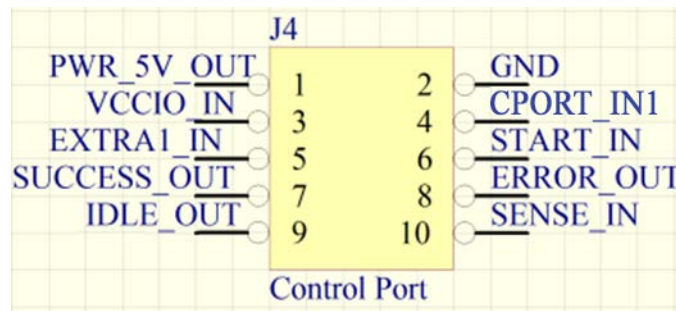 J4
PWR_5V_OUT 1 2 GND
VCCIO_IN 3 4 CPORT_IN1
EXTRA1_IN 5 6 START_IN
SUCCESS_OUT 7 8 ERROR_OUT
IDLE_OUT 9 10 SENSE_IN
Control Port